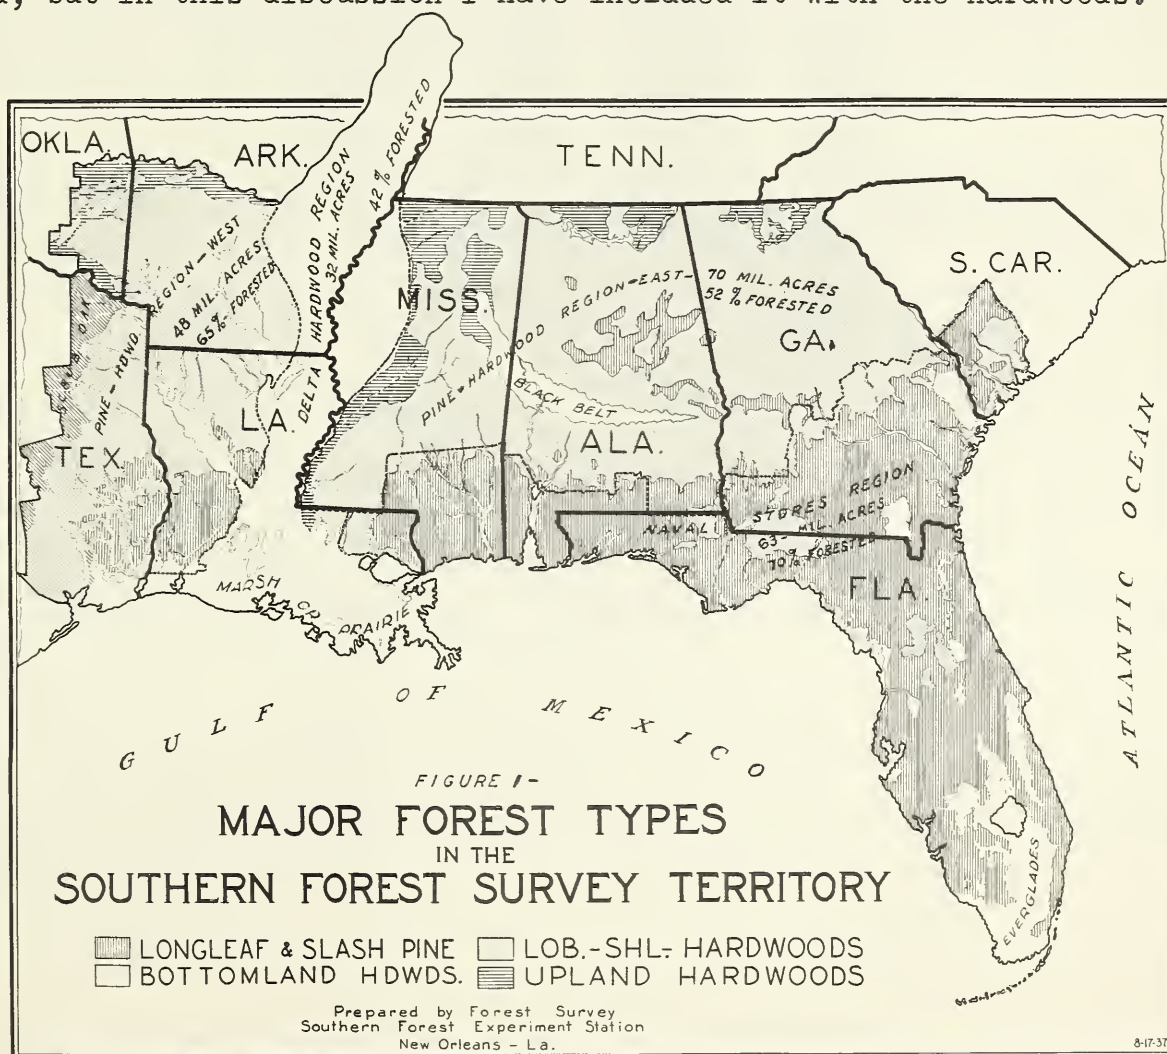 but in this discussion I have included it with the hardwoods.
OKLA.
ARK.
TENN.
S. CAR.
MISS.
GA.
TEX.
LA.
ALA.
FLA.
PINE-HDWD. REGION-WEST
48 MIL. ACRES
65% FORESTED
SCRUB OAK
DELTA HARDWOOD REGION
32 MIL. ACRES
42% FORESTED
PINE-HARDWOOD REGION-EAST-
70 MIL. ACRES
52% FORESTED
BLACK BELT
NAVAL STORES REGION
63- MIL. ACRES
70% FORESTED
MARSH OR PRAIRIE
EVERGLADES
GULF OF MEXICO
ATLANTIC OCEAN
FIGURE 1-
MAJOR FOREST TYPES
IN THE
SOUTHERN FOREST SURVEY TERRITORY
LONGLEAF & SLASH PINE
LOB.-SHL- HARDWOODS
BOTTOMLAND HDWDS.
UPLAND HARDWOODS
Prepared by Forest Survey
Southern Forest Experiment Station
New Orleans - La.
8-17-37